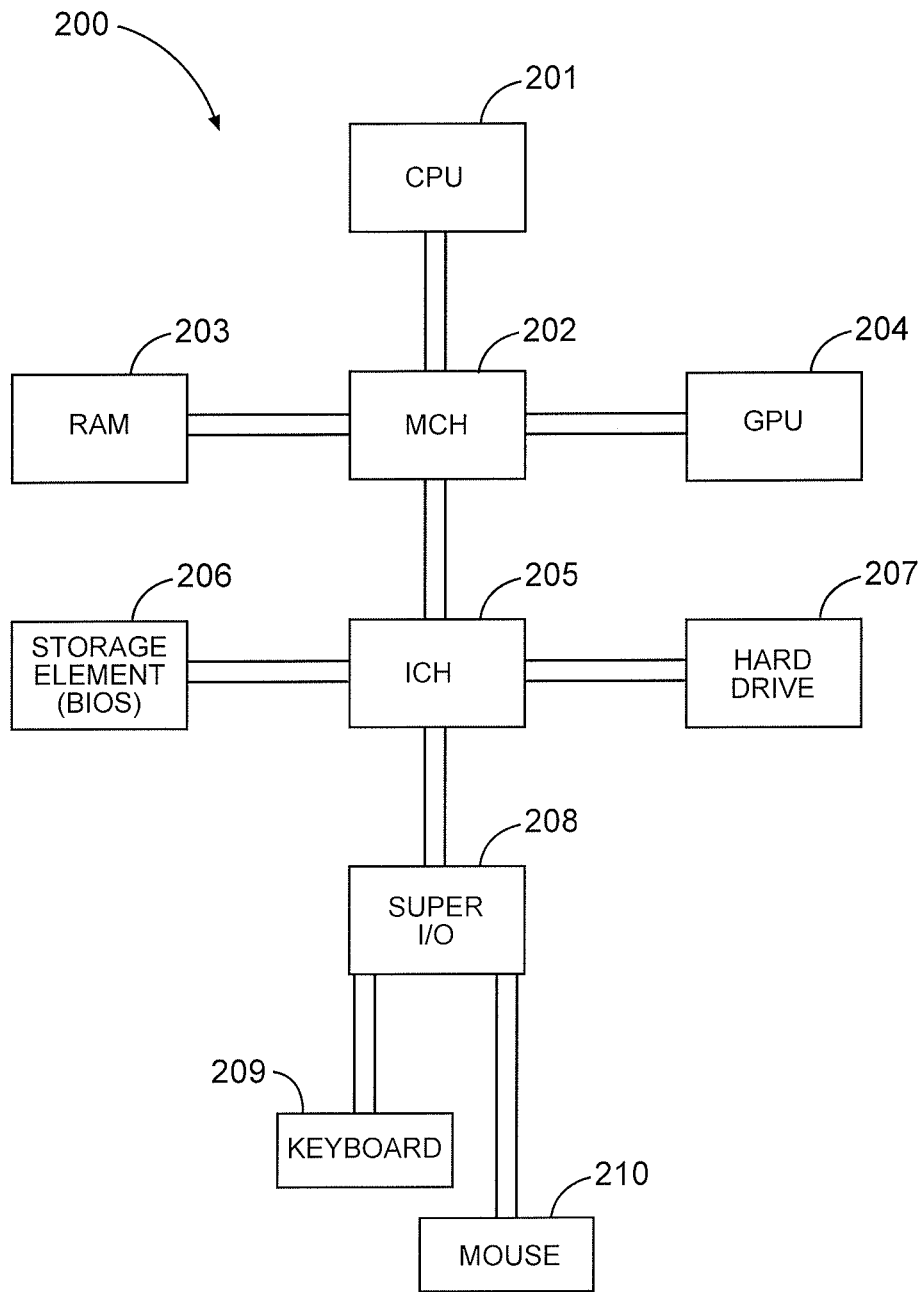 200
201
CPU
203
202
204
RAM
MCH
GPU
206
205
207
STORAGE
ELEMENT
(BIOS)
ICH
HARD
DRIVE
208
SUPER
I/O
209
KEYBOARD
210
MOUSE